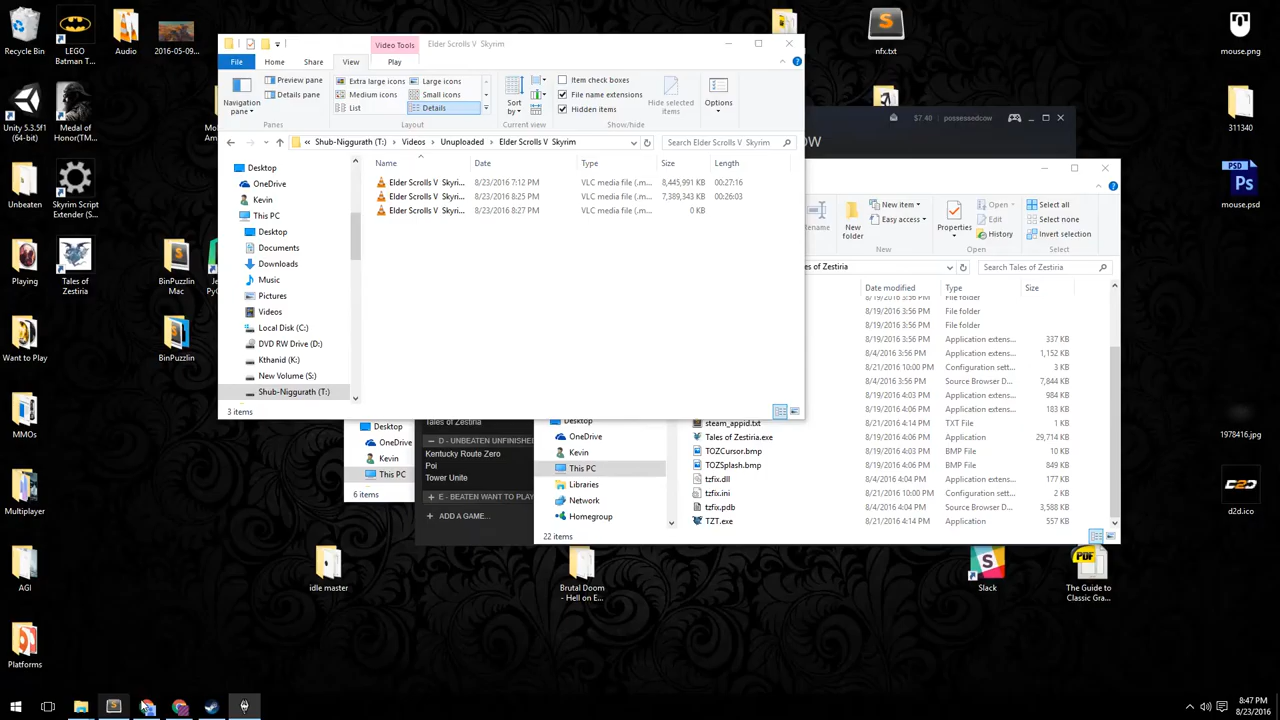 Recycle Bin
LEGO
Batman T...
Audio
2016-05-09...
Unity 5.3.5f1
(64-bit)
Medal of
Honor(TM...
Unbeaten
Skyrim Script
Extender (S...
Playing
Tales of
Zestiria
BinPuzzlin
Mac
Want to Play
BinPuzzlin
MMOs
Multiplayer
AGI
Platforms
idle master
Brutal Doom
- Hell on E...
Slack
The Guide to
Classic Gra...
nfx.txt
mouse.png
311340
mouse.psd
1978416.jpg
d2d.ico
Video Tools
Elder Scrolls V  Skyrim
File
Home
Share
View
Play
Navigation
pane
Preview pane
Details pane
Panes
Extra large icons
Large icons
Medium icons
Small icons
List
Details
Layout
Sort
by
Current view
Item check boxes
File name extensions
Hidden items
Hide selected
items
Show/hide
Options
« Shub-Niggurath (T:) > Videos > Unuploaded > Elder Scrolls V  Skyrim
Search Elder Scrolls V  Skyrim
Name Date Type Size Length
Elder Scrolls V  Skyri... 8/23/2016 7:12 PM VLC media file (.m... 8,445,991 KB 00:27:16
Elder Scrolls V  Skyri... 8/23/2016 8:25 PM VLC media file (.m... 7,389,343 KB 00:26:03
Elder Scrolls V  Skyri... 8/23/2016 8:27 PM VLC media file (.m... 0 KB
Desktop
OneDrive
Kevin
This PC
Desktop
Documents
Downloads
Music
Pictures
Videos
Local Disk (C:)
DVD RW Drive (D:)
Kthanid (K:)
New Volume (S:)
Shub-Niggurath (T:)
3 items
$7.40
possessedcow
OW
New item
Easy access
New
folder
New
Properties
Open
Edit
History
Open
Select all
Select none
Invert selection
Select
es of Zestiria
Search Tales of Zestiria
Date modified Type Size
8/19/2016 3:56 PM File folder
8/19/2016 3:56 PM File folder
8/19/2016 3:56 PM File folder
8/19/2016 3:56 PM Application extens... 337 KB
8/4/2016 3:56 PM Application extens... 1,152 KB
8/21/2016 10:00 PM Configuration sett... 3 KB
8/4/2016 3:56 PM Source Browser D... 7,844 KB
8/19/2016 4:03 PM Application extens... 984 KB
8/19/2016 4:06 PM Application extens... 183 KB
steam_appid.txt 8/21/2016 4:14 PM TXT File 1 KB
Tales of Zestiria.exe 8/19/2016 4:06 PM Application 29,714 KB
TOZCursor.bmp 8/19/2016 4:03 PM BMP File 10 KB
TOZSplash.bmp 8/19/2016 4:03 PM BMP File 849 KB
tzfix.dll 8/4/2016 4:04 PM Application extens... 177 KB
tzfix.ini 8/21/2016 10:00 PM Configuration sett... 2 KB
tzfix.pdb 8/4/2016 4:04 PM Source Browser D... 3,588 KB
TZT.exe 8/21/2016 4:14 PM Application 557 KB
Desktop
OneDrive
Kevin
This PC
Libraries
Network
Homegroup
22 items
Desktop
OneDrive
Kevin
This PC
6 items
Tales of Zestiria
D - UNBEATEN UNFINISHED
Kentucky Route Zero
Poi
Tower Unite
E - BEATEN WANT TO PLAY
ADD A GAME...
8:47 PM
8/23/2016